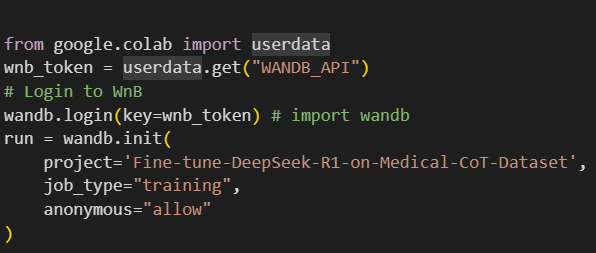 from google.colab import userdata
wnb_token = userdata.get("WANDB_API")
# Login to WnB
wandb.login(key=wnb_token) # import wandb
run = wandb.init(
    project='Fine-tune-DeepSeek-R1-on-Medical-CoT-Dataset',
    job_type="training",
    anonymous="allow"
)